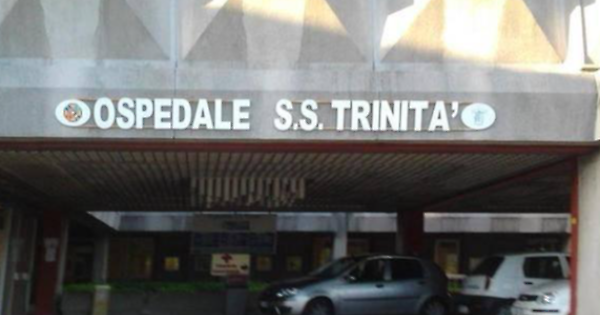 OSPEDALE S.S. TRINITA'